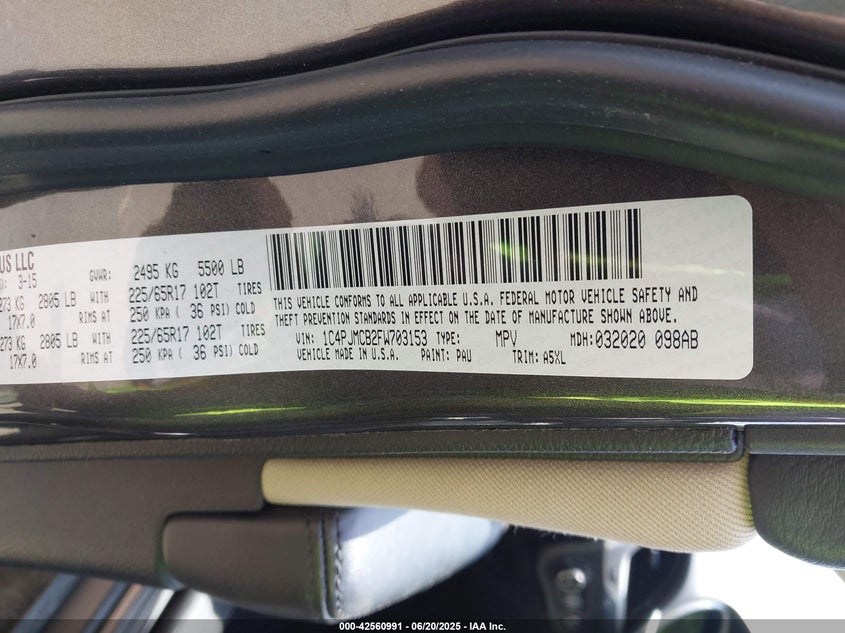 US LLC
3-15
GVWR: 2495 KG 5500 LB
273 KG 2805 LB WITH 225/65R17 102T TIRES
17X7.0 RIMS AT 250 KPA ( 36 PSI) COLD
273 KG 2805 LB WITH 225/65R17 102T TIRES
17X7.0 RIMS AT 250 KPA ( 36 PSI) COLD
THIS VEHICLE CONFORMS TO ALL APPLICABLE U.S.A. FEDERAL MOTOR VEHICLE SAFETY AND
THEFT PREVENTION STANDARDS IN EFFECT ON THE DATE OF MANUFACTURE SHOWN ABOVE.
VIN: 1C4PJMCB2FW703153 TYPE: MPV MDH: 032020 098AB
VEHICLE MADE IN U.S.A. PAINT: PAU TRIM: A5XL
000-42560991 — 06/20/2025 — IAA Inc.